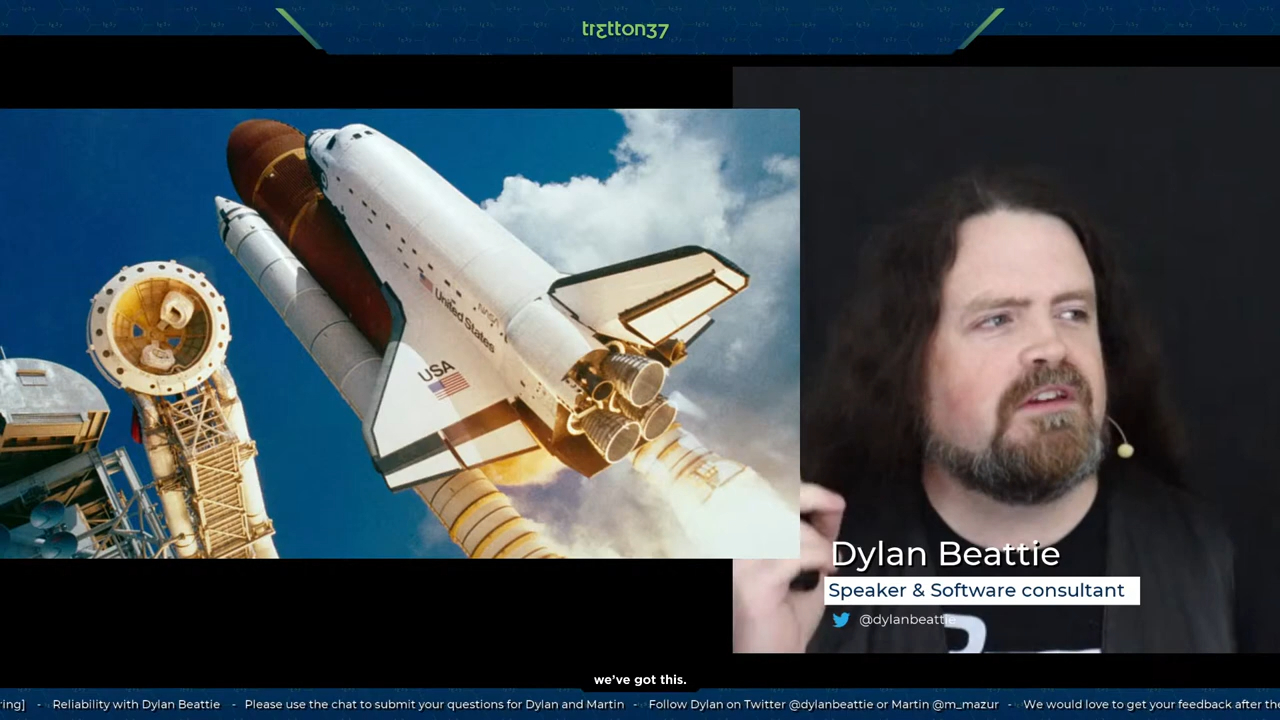 trɛtton37
United States
USA
Dylan Beattie
Speaker & Software consultant
@dylanbeattie
we've got this.
ring] - Reliability with Dylan Beattie - Please use the chat to submit your questions for Dylan and Martin - Follow Dylan on Twitter @dylanbeattie or Martin @m_mazur - We would love to get your feedback after the